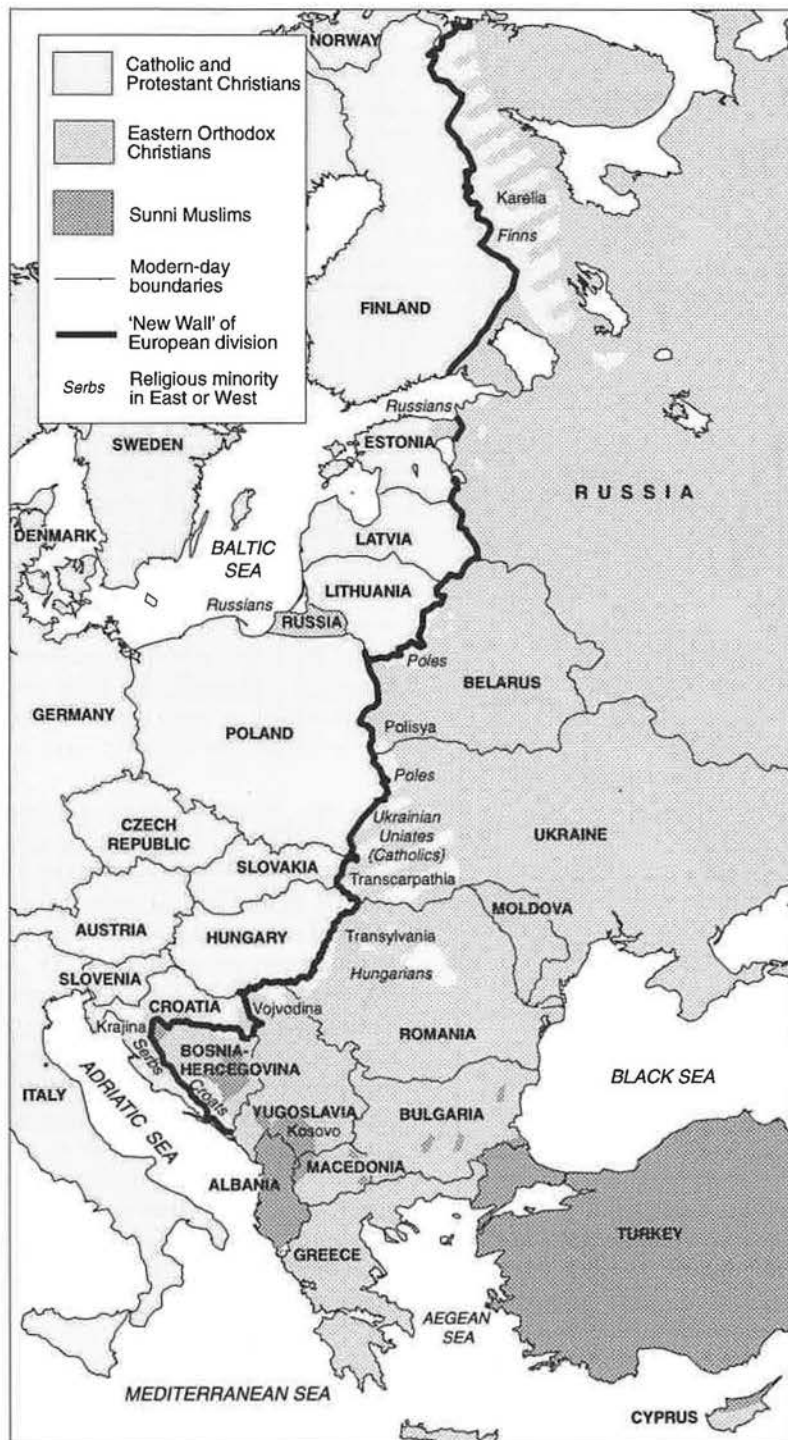 Catholic and
Protestant Christians
Eastern Orthodox
Christians
Sunni Muslims
Modern-day
boundaries
'New Wall' of
European division
Serbs
Religious minority
in East or West
NORWAY
Karelia
Finns
FINLAND
Russians
SWEDEN
ESTONIA
RUSSIA
DENMARK
BALTIC
SEA
LATVIA
LITHUANIA
Russians
RUSSIA
Poles
BELARUS
GERMANY
POLAND
Polisya
Poles
CZECH
REPUBLIC
Ukrainian
Uniates
{Catholics}
UKRAINE
SLOVAKIA
Transcarpathia
AUSTRIA
HUNGARY
MOLDOVA
Transylvania
Hungarians
SLOVENIA
CROATIA
Vojvodina
Krajina
ROMANIA
BOSNIA-
HERCEGOVINA
Serbs
Croats
ITALY
ADRIATIC SEA
BLACK SEA
YUGOSLAVIA
Kosovo
BULGARIA
MACEDONIA
ALBANIA
GREECE
TURKEY
AEGEAN
SEA
MEDITERRANEAN SEA
CYPRUS